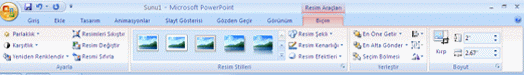 Sunu1 - Microsoft PowerPoint
Resim Araçları
Giriş Ekle Tasarım Animasyonlar Slayt Gösterisi Gözden Geçir Görünüm Biçim
Parlaklık Resimleri Sıkıştır Resim Şekli En Öne Getir 2"
Karşıtlık Resim Değiştir Resim Kenarlığı En Alta Gönder
Yeniden Renklendir Resmi Sıfırla Resim Efektleri Seçim Bölmesi Kırp 2.67"
Ayarla Resim Stilleri Yerleştir Boyut